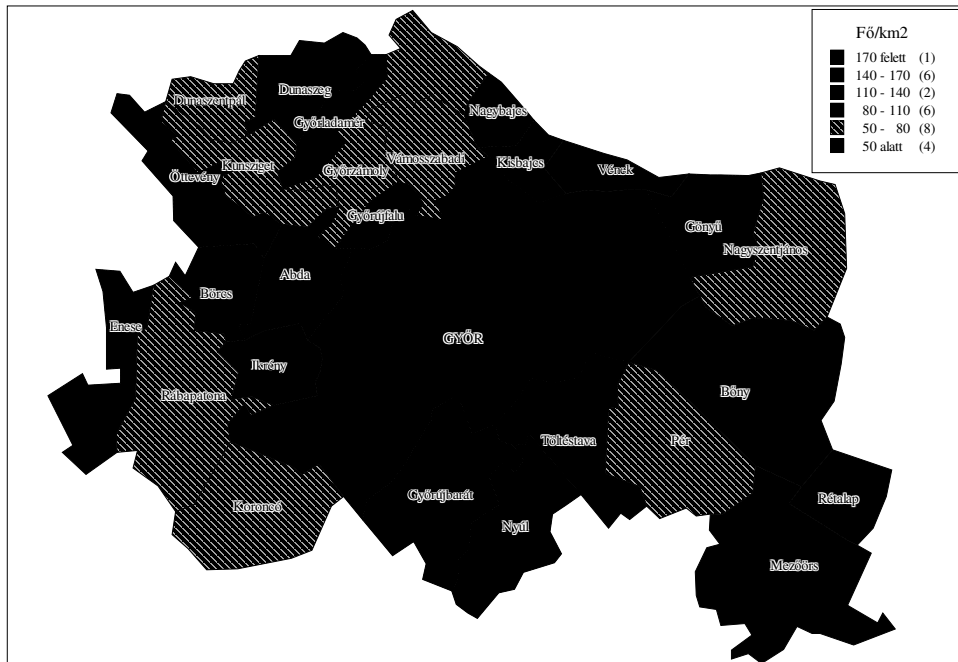 Fő/km2
170 felett (1)
140 - 170 (6)
110 - 140 (2)
80 - 110 (6)
50 - 80 (8)
50 alatt (4)
Dunaszentpál
Dunaszeg
Győrladamér
Nagybajcs
Kunsziget
Győrzámoly
Vámosszabadi
Kisbajcs
Öttevény
Vének
Győrújfalu
Gönyű
Nagyszentjános
Abda
Börcs
Enese
GYŐR
Ikrény
Rábapatona
Bőny
Töltéstava
Pér
Győrújbarát
Rétalap
Koroncó
Nyúl
Mezőörs